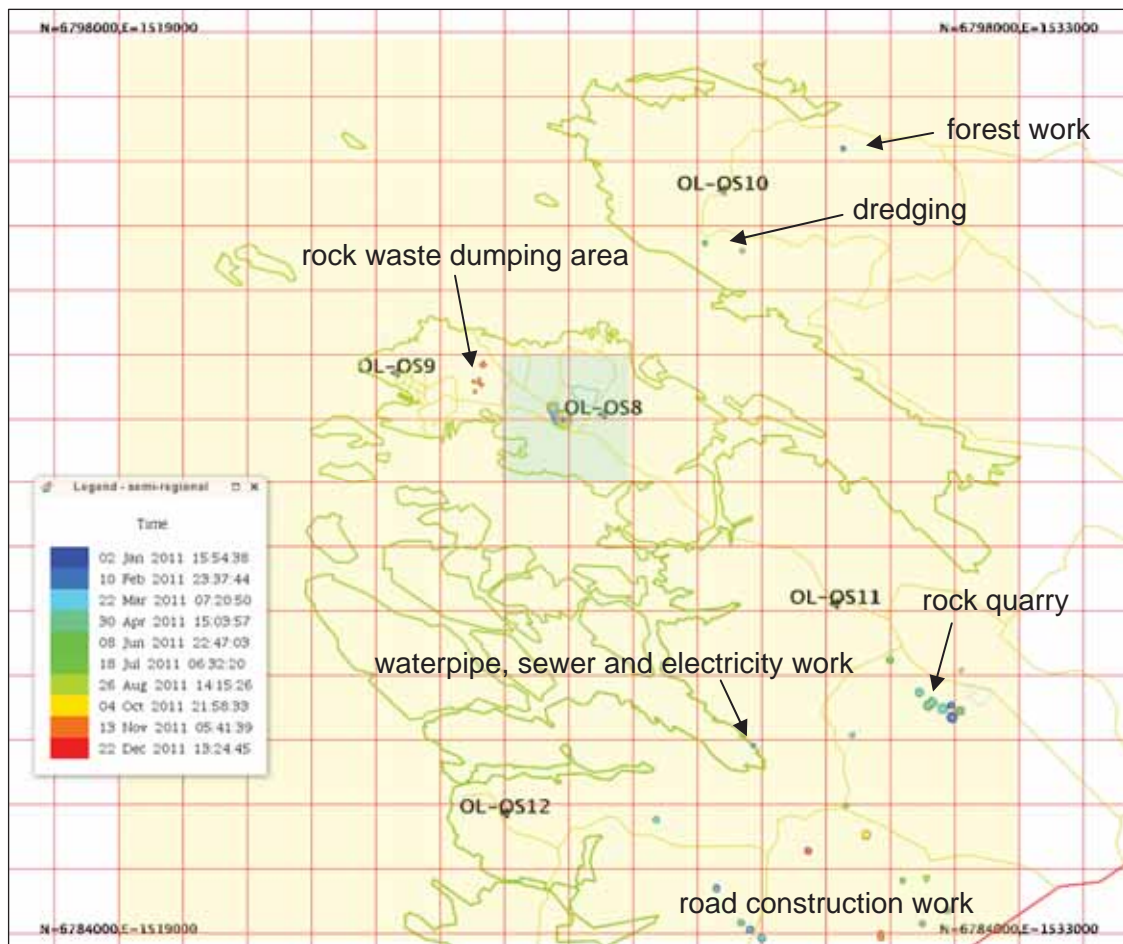 N=6798000,E=1519000
N=6798000,E=1533000
forest work
OL-OS10
dredging
rock waste dumping area
OL-OS9
OL-OS8
Legend - semi-regional
Time
02 Jan 2011 15:54:38
10 Feb 2011 23:37:44
22 Mar 2011 07:20:50
30 Apr 2011 15:03:57
08 Jun 2011 22:47:03
18 Jul 2011 06:32:20
26 Aug 2011 14:15:26
04 Oct 2011 21:58:33
13 Nov 2011 05:41:39
22 Dec 2011 13:24:45
OL-OS11
rock quarry
waterpipe, sewer and electricity work
OL-OS12
road construction work
N=6784000,E=1519000
N=6784000,E=1533000